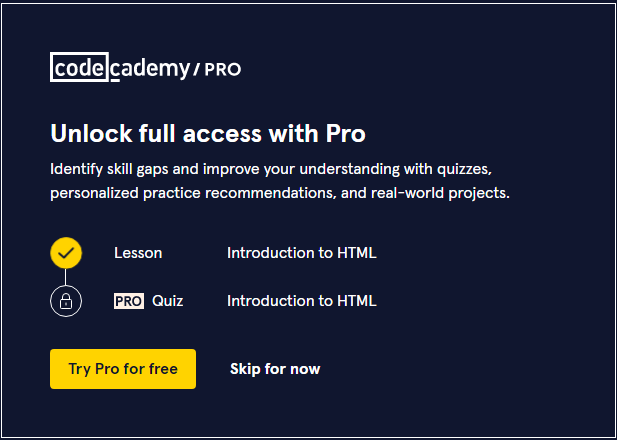 codecademy/PRO
Unlock full access with Pro
Identify skill gaps and improve your understanding with quizzes,
personalized practice recommendations, and real-world projects.
Lesson Introduction to HTML
PRO Quiz Introduction to HTML
Try Pro for free Skip for now